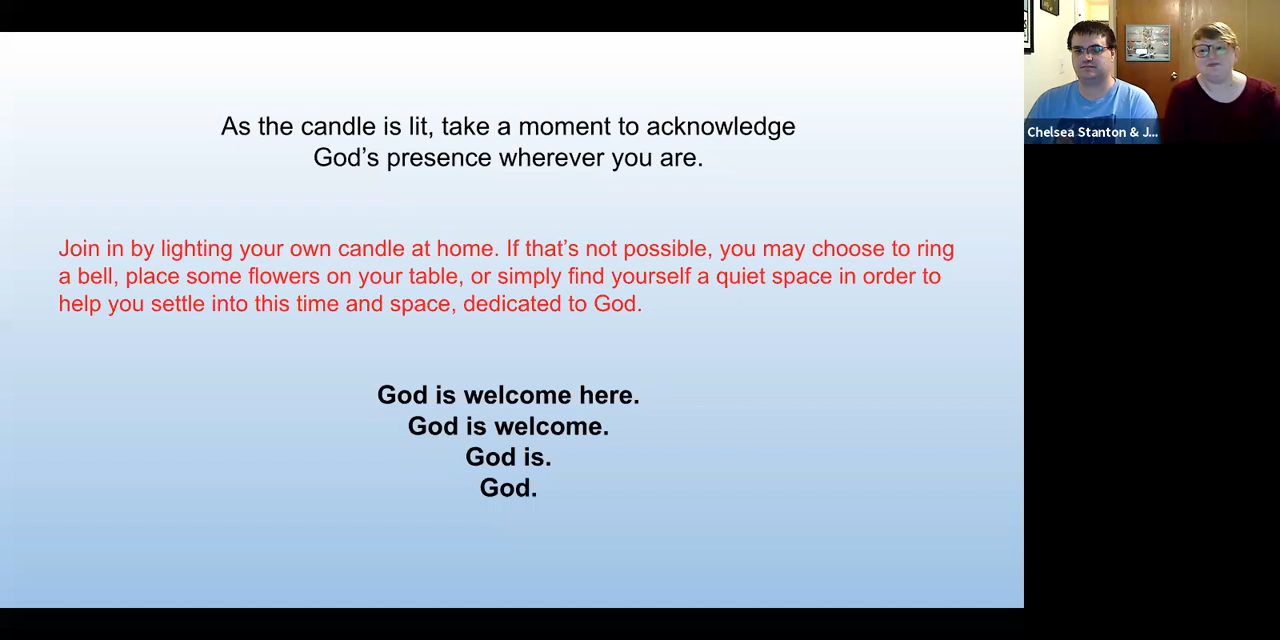 As the candle is lit, take a moment to acknowledge
God’s presence wherever you are.
Join in by lighting your own candle at home. If that’s not possible, you may choose to ring
a bell, place some flowers on your table, or simply find yourself a quiet space in order to
help you settle into this time and space, dedicated to God.
God is welcome here.
God is welcome.
God is.
God.
Chelsea Stanton & J...